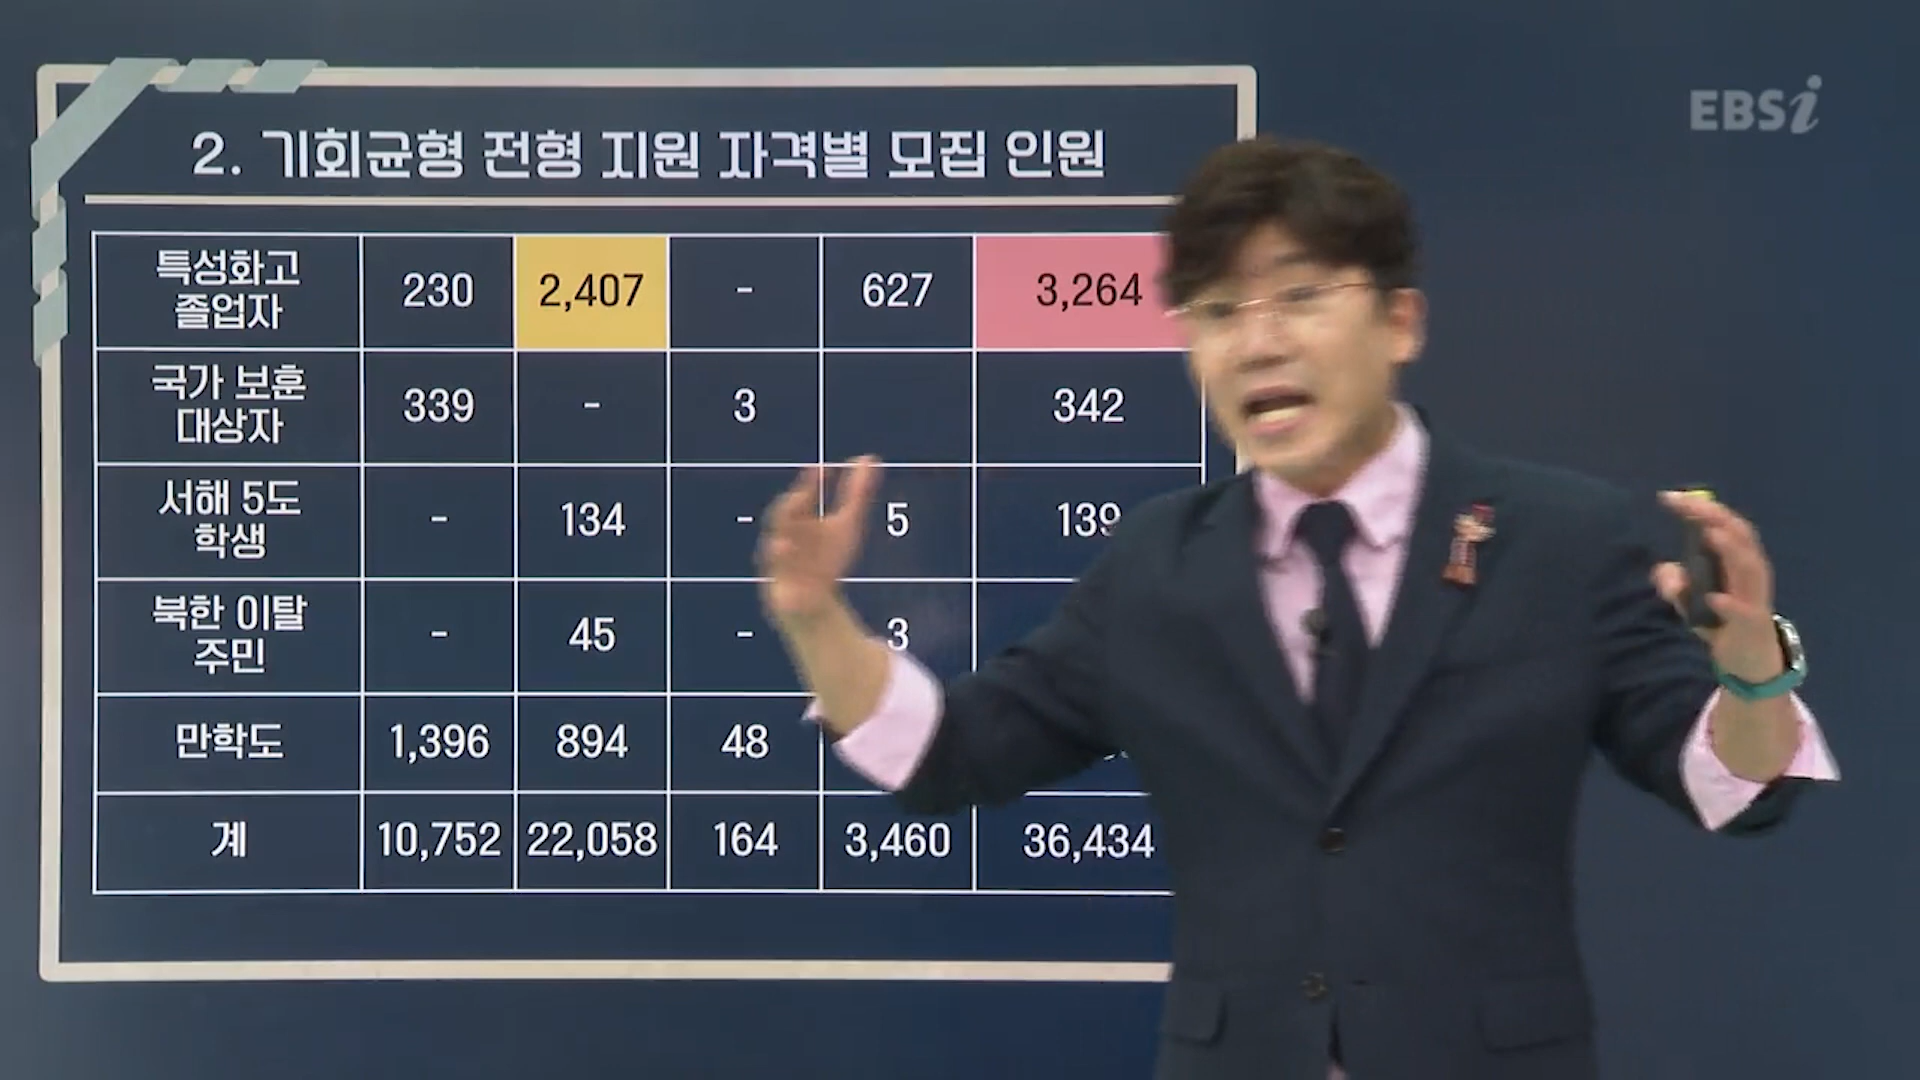 EBSi
2. 기회균형 전형 지원 자격별 모집 인원
특성화고 졸업자 230 2,407 - 627 3,264
국가 보훈 대상자 339 - 3 342
서해 5도 학생 - 134 - 5 139
북한 이탈 주민 - 45 - 3
만학도 1,396 894 48
계 10,752 22,058 164 3,460 36,434